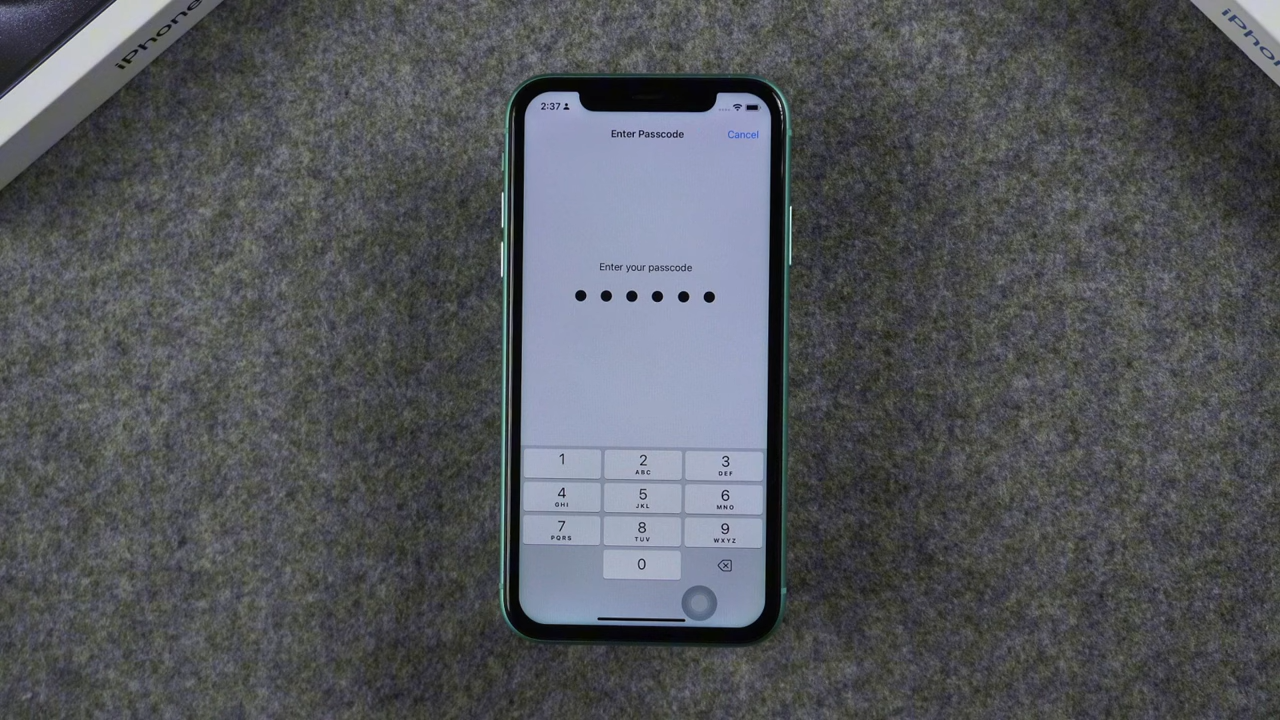 iPhone
iPhon
2:37
Enter Passcode
Cancel
Enter your passcode
1
2
ABC
3
DEF
4
GHI
5
JKL
6
MNO
7
PQRS
8
TUV
9
WXYZ
0